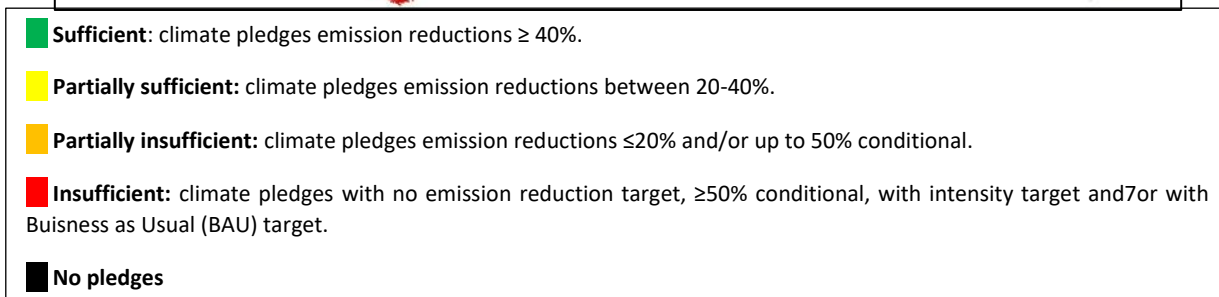 Sufficient: climate pledges emission reductions ≥ 40%.
Partially sufficient: climate pledges emission reductions between 20-40%.
Partially insufficient: climate pledges emission reductions ≤20% and/or up to 50% conditional.
Insufficient: climate pledges with no emission reduction target, ≥50% conditional, with intensity target and7or with
Buisness as Usual (BAU) target.
No pledges